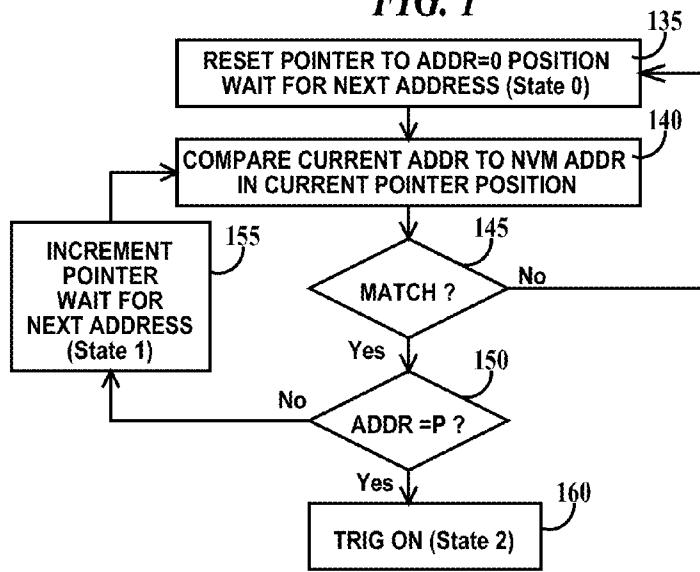 FIG. 1
135
RESET POINTER TO ADDR=0 POSITION
WAIT FOR NEXT ADDRESS (State 0)
140
COMPARE CURRENT ADDR TO NVM ADDR
IN CURRENT POINTER POSITION
155
INCREMENT
POINTER
WAIT FOR
NEXT ADDRESS
(State 1)
145
MATCH ?
No
Yes
150
ADDR =P ?
No
Yes
160
TRIG ON (State 2)